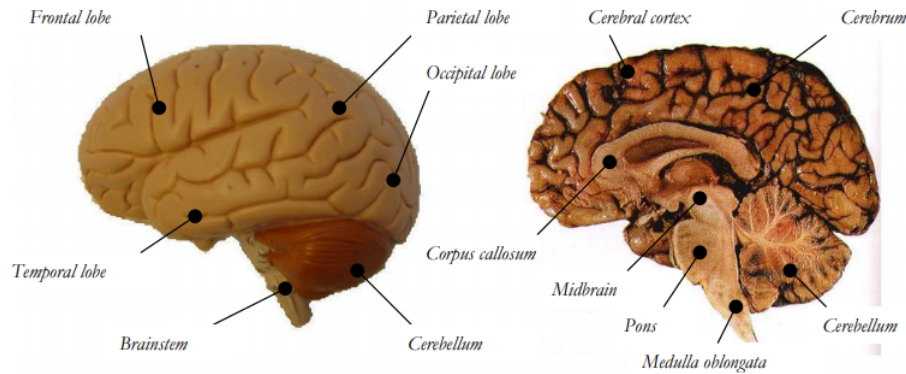 Frontal lobe
Parietal lobe
Occipital lobe
Temporal lobe
Brainstem
Cerebellum
Cerebral cortex
Cerebrum
Corpus callosum
Midbrain
Pons
Cerebellum
Medulla oblongata